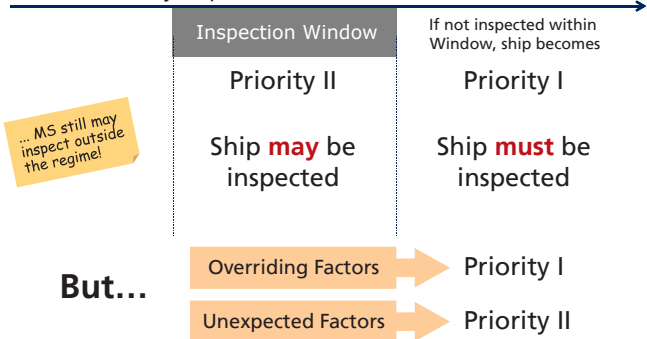 Inspection Window
If not inspected within
Window, ship becomes
Priority II
Priority I
... MS still may
inspect outside
the regime!
Ship may be
inspected
Ship must be
inspected
But...
Overriding Factors
Priority I
Unexpected Factors
Priority II